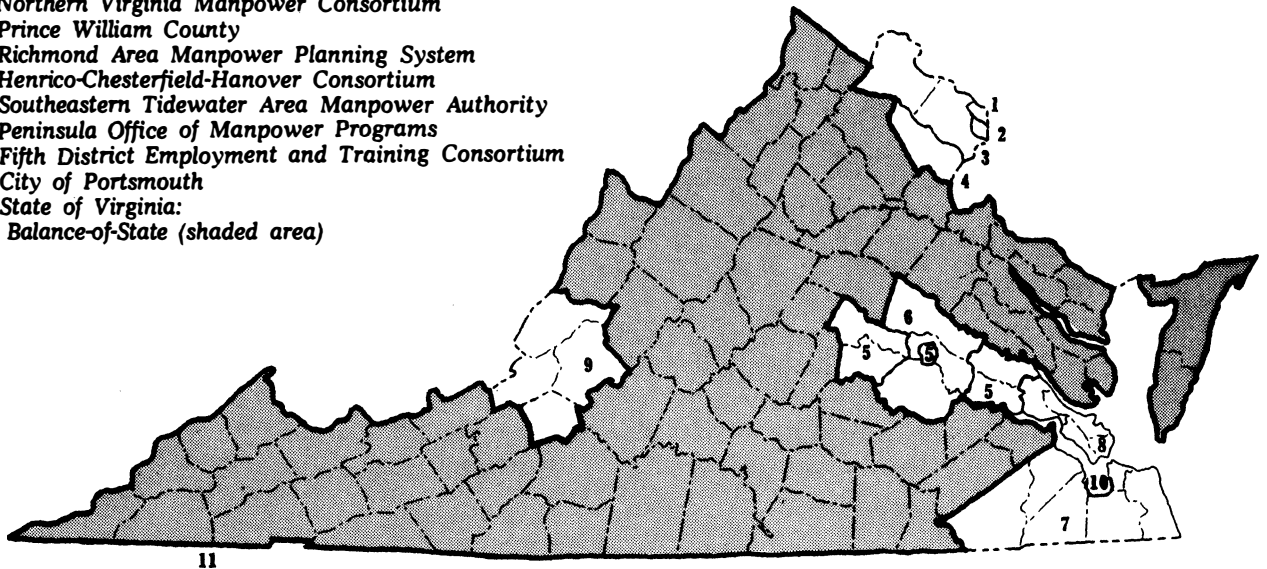 Northern Virginia Manpower Consortium
Prince William County
Richmond Area Manpower Planning System
Henrico-Chesterfield-Hanover Consortium
Southeastern Tidewater Area Manpower Authority
Peninsula Office of Manpower Programs
Fifth District Employment and Training Consortium
City of Portsmouth
State of Virginia:
Balance-of-State (shaded area)
1
2
3
4
6
5
5
9
5
8
10
7
11